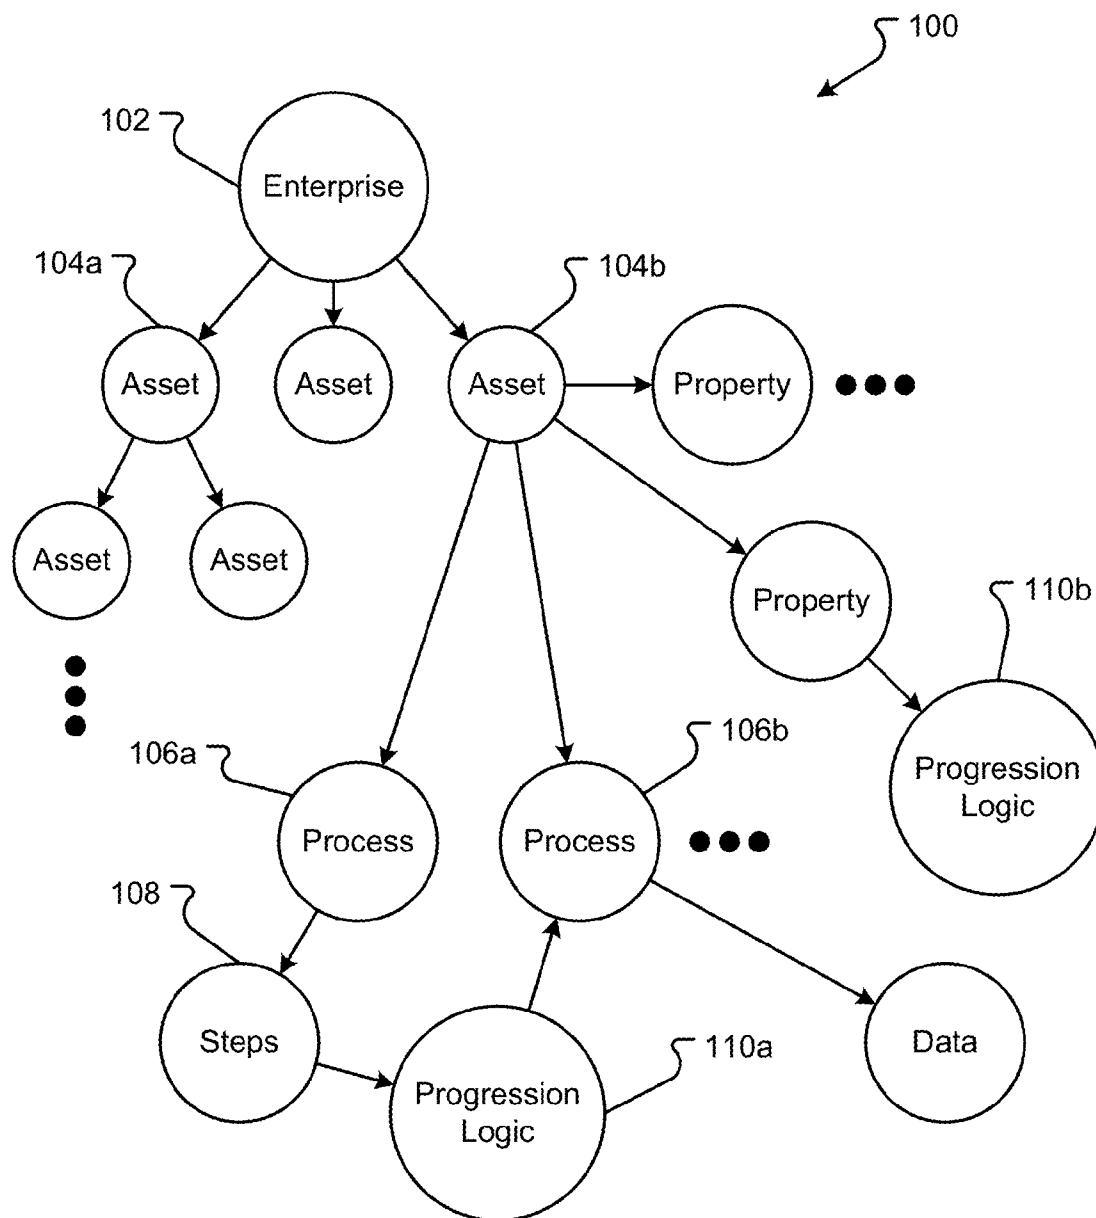 100
102
Enterprise
104a
104b
Asset
Asset
Asset
Property
Asset
Asset
Property
110b
106a
106b
Progression
Logic
Process
Process
108
Steps
Progression
Logic
110a
Data